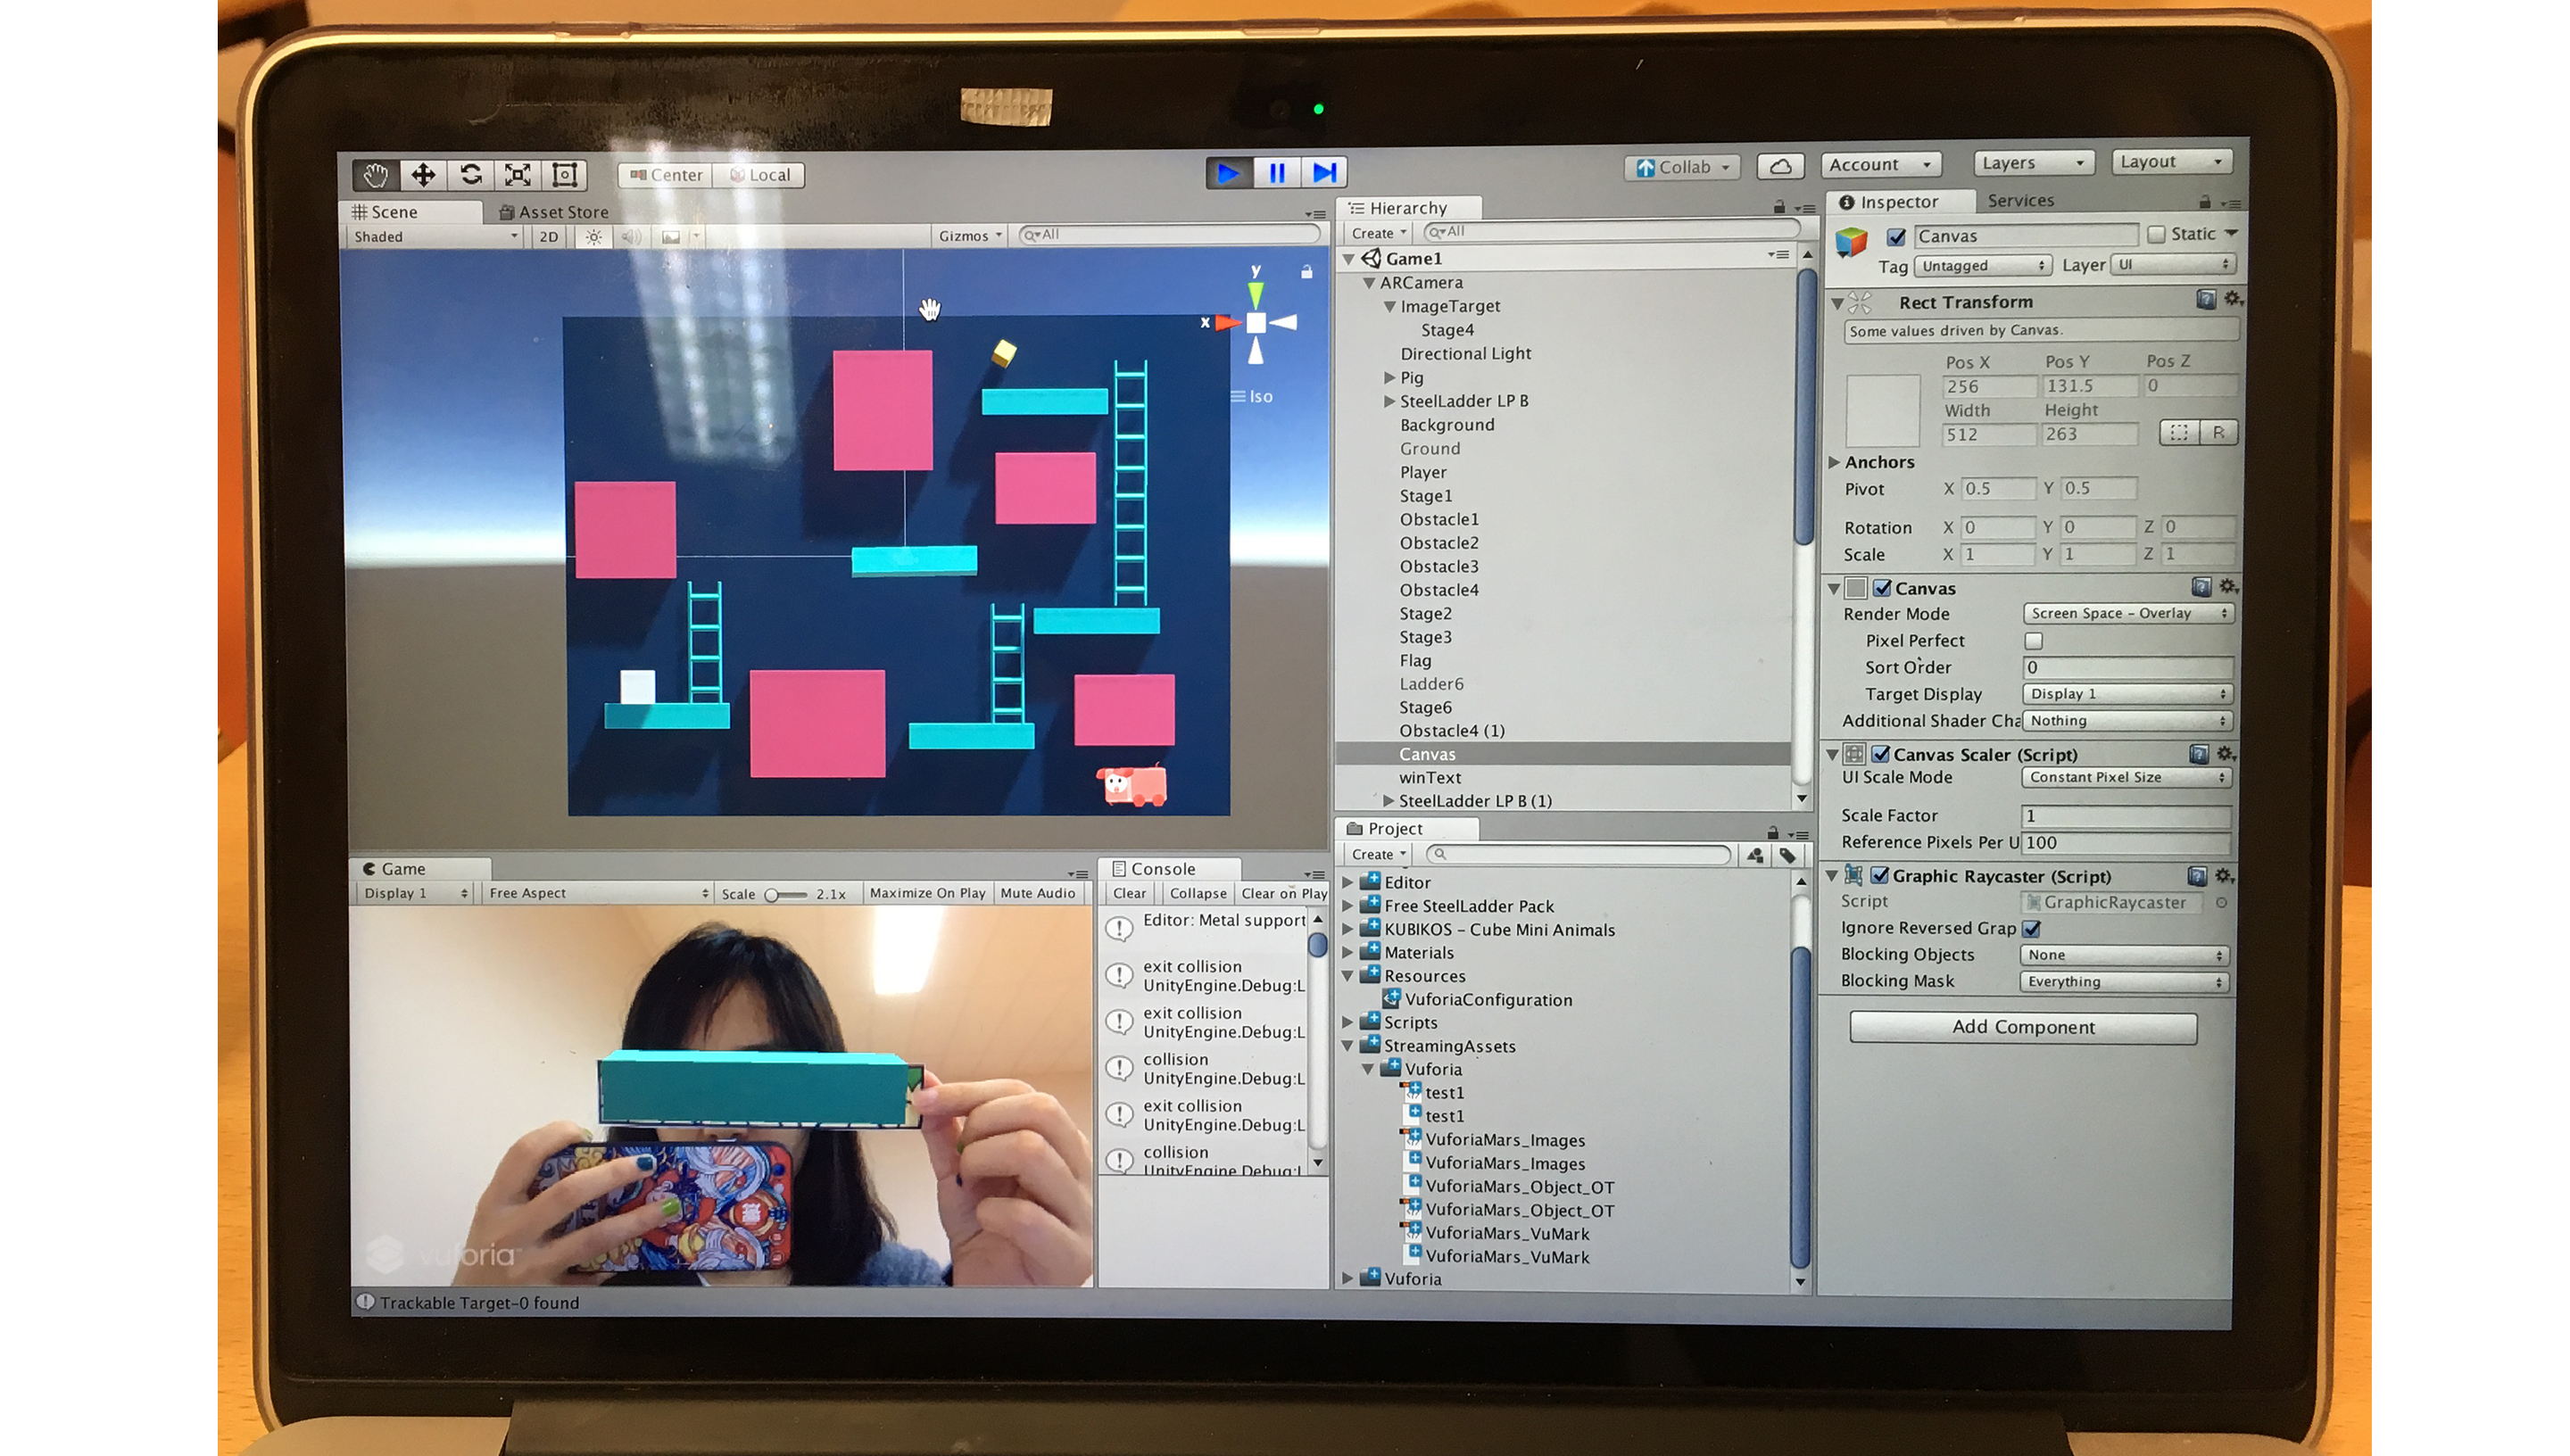 Center Local
Collab Account Layers Layout
Scene Asset Store
Shaded 2D Gizmos All
y
x
Iso
Hierarchy
Create All
Game1
ARCamera
ImageTarget
Stage4
Directional Light
Pig
SteelLadder LP B
Background
Ground
Player
Stage1
Obstacle1
Obstacle2
Obstacle3
Obstacle4
Stage2
Stage3
Flag
Ladder6
Stage6
Obstacle4 (1)
Canvas
winText
SteelLadder LP B (1)
Inspector Services
Canvas Static
Tag Untagged Layer UI
Rect Transform
Some values driven by Canvas.
Pos X Pos Y Pos Z
256 131.5 0
Width Height
512 263 R
Anchors
Pivot X 0.5 Y 0.5
Rotation X 0 Y 0 Z 0
Scale X 1 Y 1 Z 1
Canvas
Render Mode Screen Space - Overlay
Pixel Perfect
Sort Order 0
Target Display Display 1
Additional Shader Cha Nothing
Canvas Scaler (Script)
UI Scale Mode Constant Pixel Size
Scale Factor 1
Reference Pixels Per U 100
Graphic Raycaster (Script)
Script GraphicRaycaster
Ignore Reversed Grap
Blocking Objects None
Blocking Mask Everything
Add Component
Game
Display 1 Free Aspect Scale 2.1x Maximize On Play Mute Audio
vuforia
Trackable Target-0 found
Console
Clear Collapse Clear on Play
Editor: Metal support
exit collision
UnityEngine.Debug:L
exit collision
UnityEngine.Debug:L
collision
UnityEngine.Debug:L
exit collision
UnityEngine.Debug:L
collision
UnityEngine.Debug:L
Project
Create
Editor
Free SteelLadder Pack
KUBIKOS - Cube Mini Animals
Materials
Resources
VuforiaConfiguration
Scripts
StreamingAssets
Vuforia
test1
test1
VuforiaMars_Images
VuforiaMars_Images
VuforiaMars_Object_OT
VuforiaMars_Object_OT
VuforiaMars_VuMark
VuforiaMars_VuMark
Vuforia